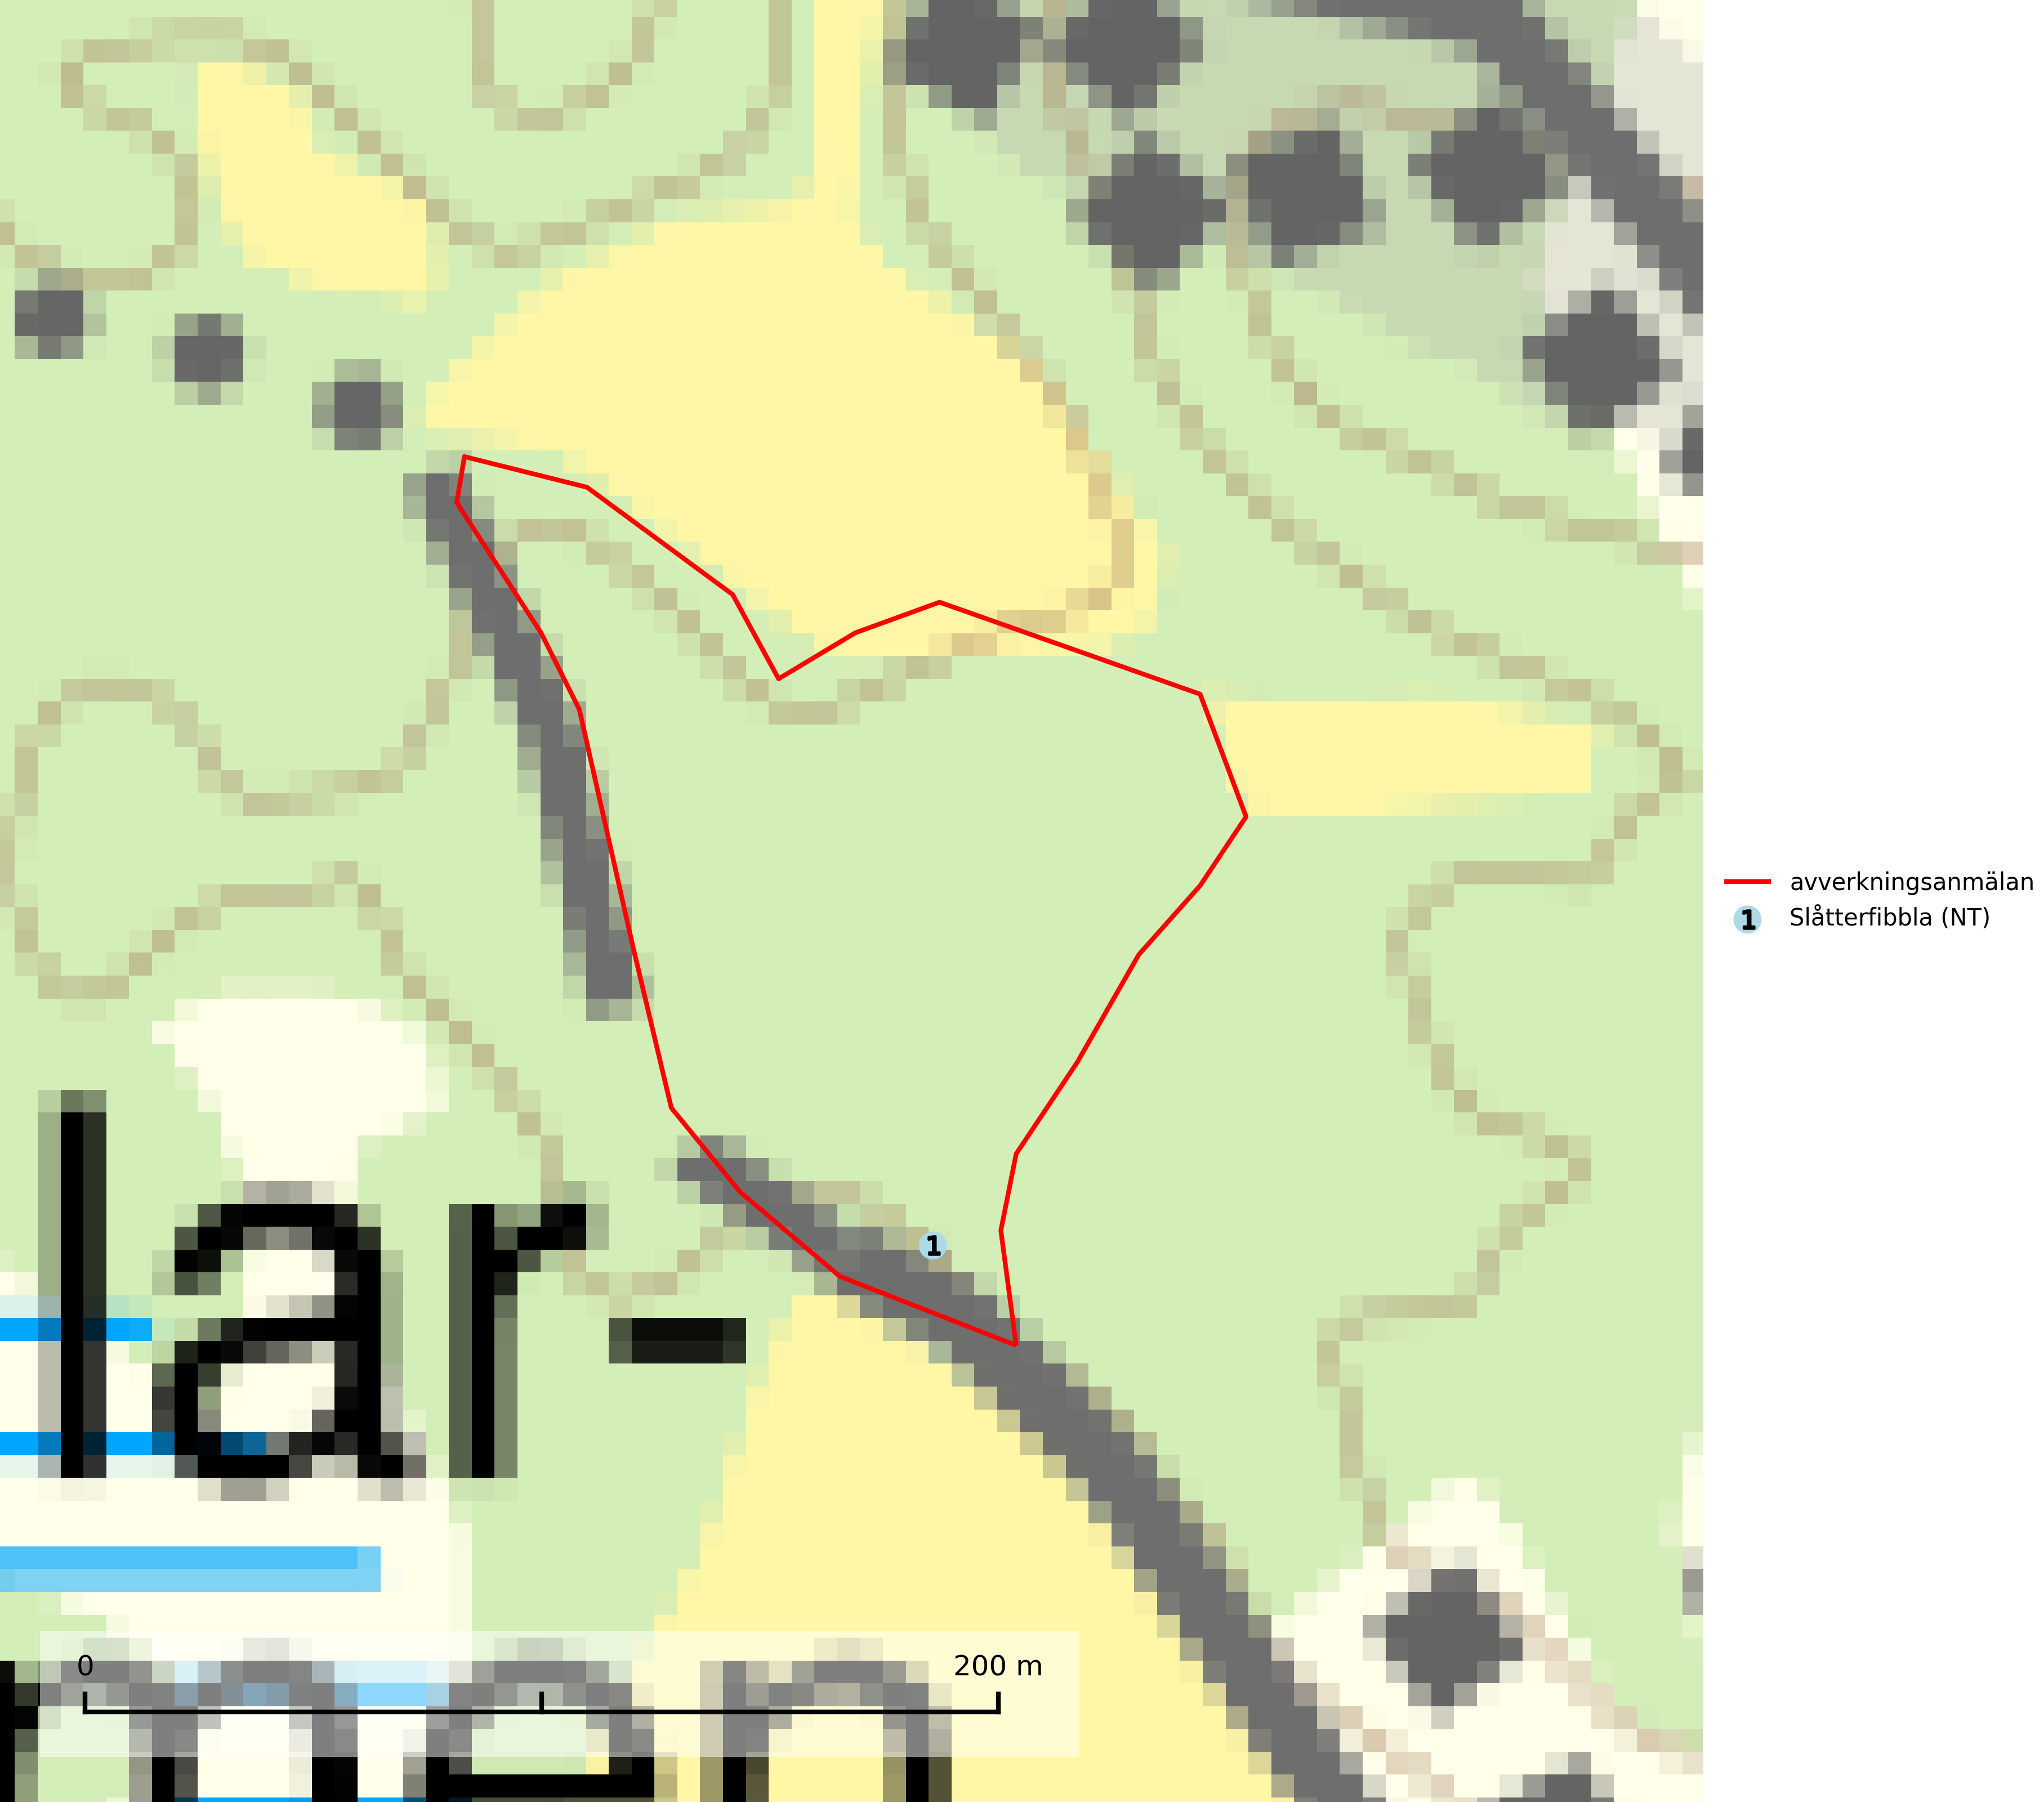 avverkningsanmälan
1 Slåtterfibbla (NT)
1
lar-
0 200 m